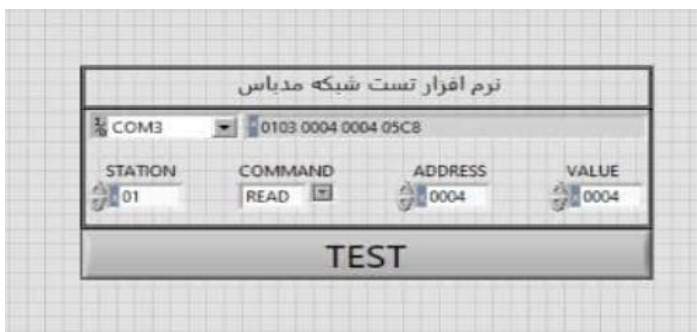 نرم افزار تست شبکه مدباس
COM3 0103 0004 0004 05C8
STATION COMMAND ADDRESS VALUE
01 READ 0004 0004
TEST